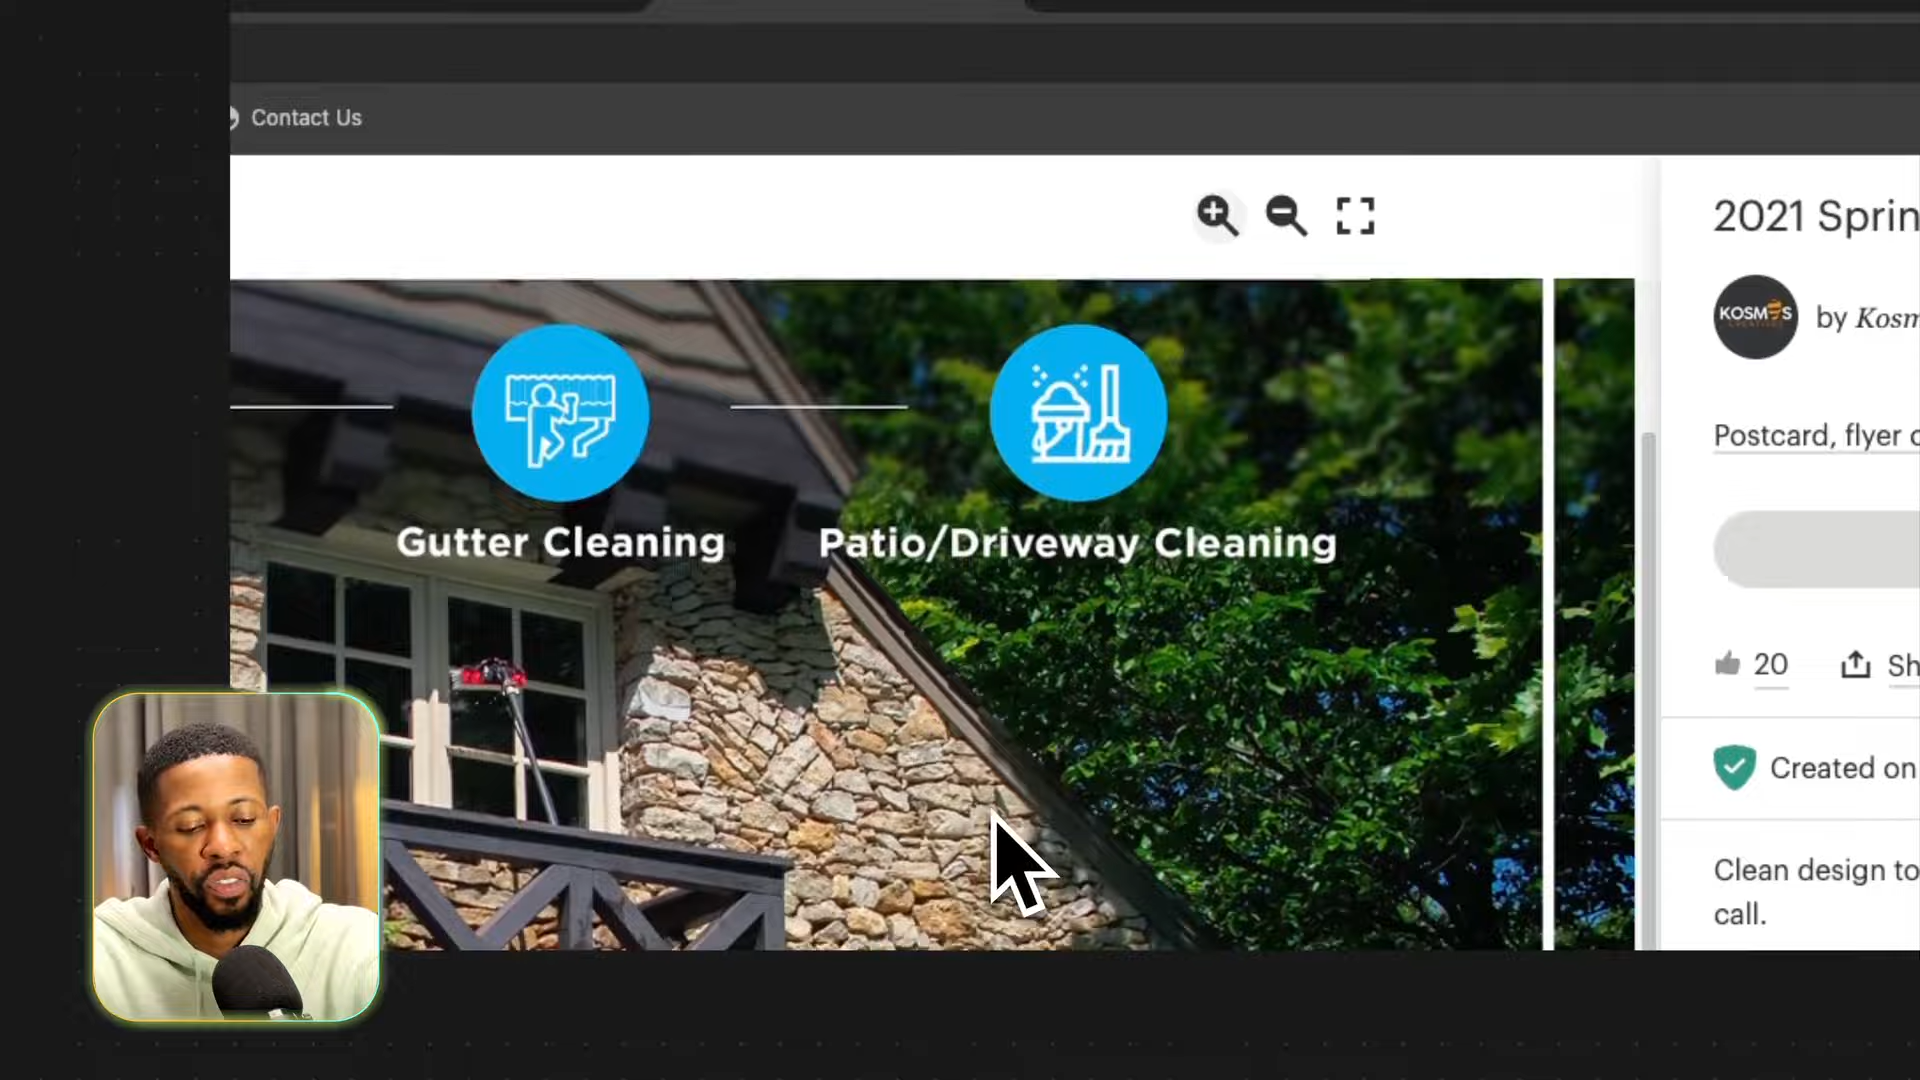 Contact Us
2021 Sprin
KOSMOS
by Kosm
Postcard, flyer o
Gutter Cleaning
Patio/Driveway Cleaning
20
Sh
Created on
Clean design to
call.